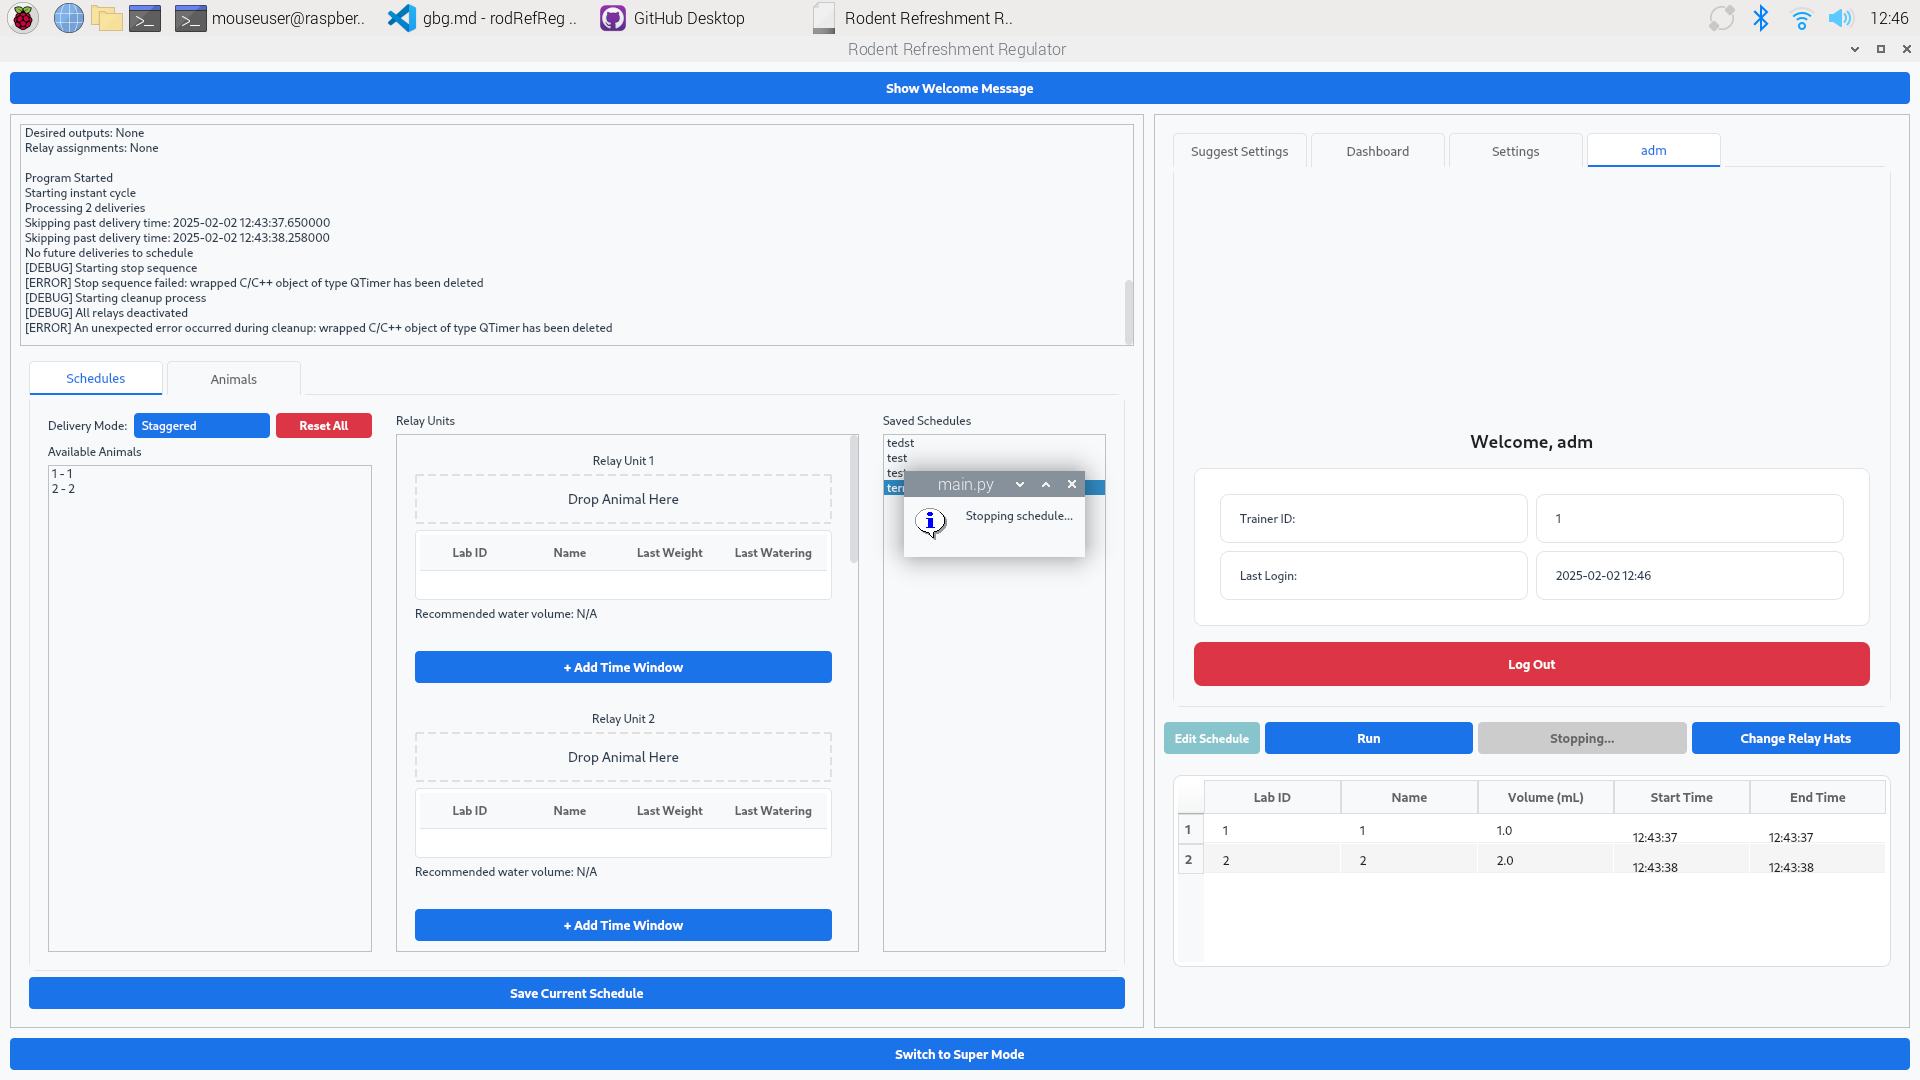 mouseuser@raspber..
gbg.md - rodRefReg ..
GitHub Desktop
Rodent Refreshment R..
12:46
Rodent Refreshment Regulator
Show Welcome Message
Desired outputs: None
Relay assignments: None
Program Started
Starting instant cycle
Processing 2 deliveries
Skipping past delivery time: 2025-02-02 12:43:37.650000
Skipping past delivery time: 2025-02-02 12:43:38.258000
No future deliveries to schedule
[DEBUG] Starting stop sequence
[ERROR] Stop sequence failed: wrapped C/C++ object of type QTimer has been deleted
[DEBUG] Starting cleanup process
[DEBUG] All relays deactivated
[ERROR] An unexpected error occurred during cleanup: wrapped C/C++ object of type QTimer has been deleted
Schedules
Animals
Delivery Mode:
Staggered
Reset All
Available Animals
1 - 1
2 - 2
Relay Units
Relay Unit 1
Drop Animal Here
Lab ID Name Last Weight Last Watering
Recommended water volume: N/A
+ Add Time Window
Relay Unit 2
Drop Animal Here
Lab ID Name Last Weight Last Watering
Recommended water volume: N/A
+ Add Time Window
Saved Schedules
tedst
test
main.py
Stopping schedule...
Save Current Schedule
Suggest Settings
Dashboard
Settings
adm
Welcome, adm
Trainer ID: 1
Last Login: 2025-02-02 12:46
Log Out
Edit Schedule
Run
Stopping...
Change Relay Hats
Lab ID Name Volume (mL) Start Time End Time
1 1 1 1.0 12:43:37 12:43:37
2 2 2 2.0 12:43:38 12:43:38
Switch to Super Mode